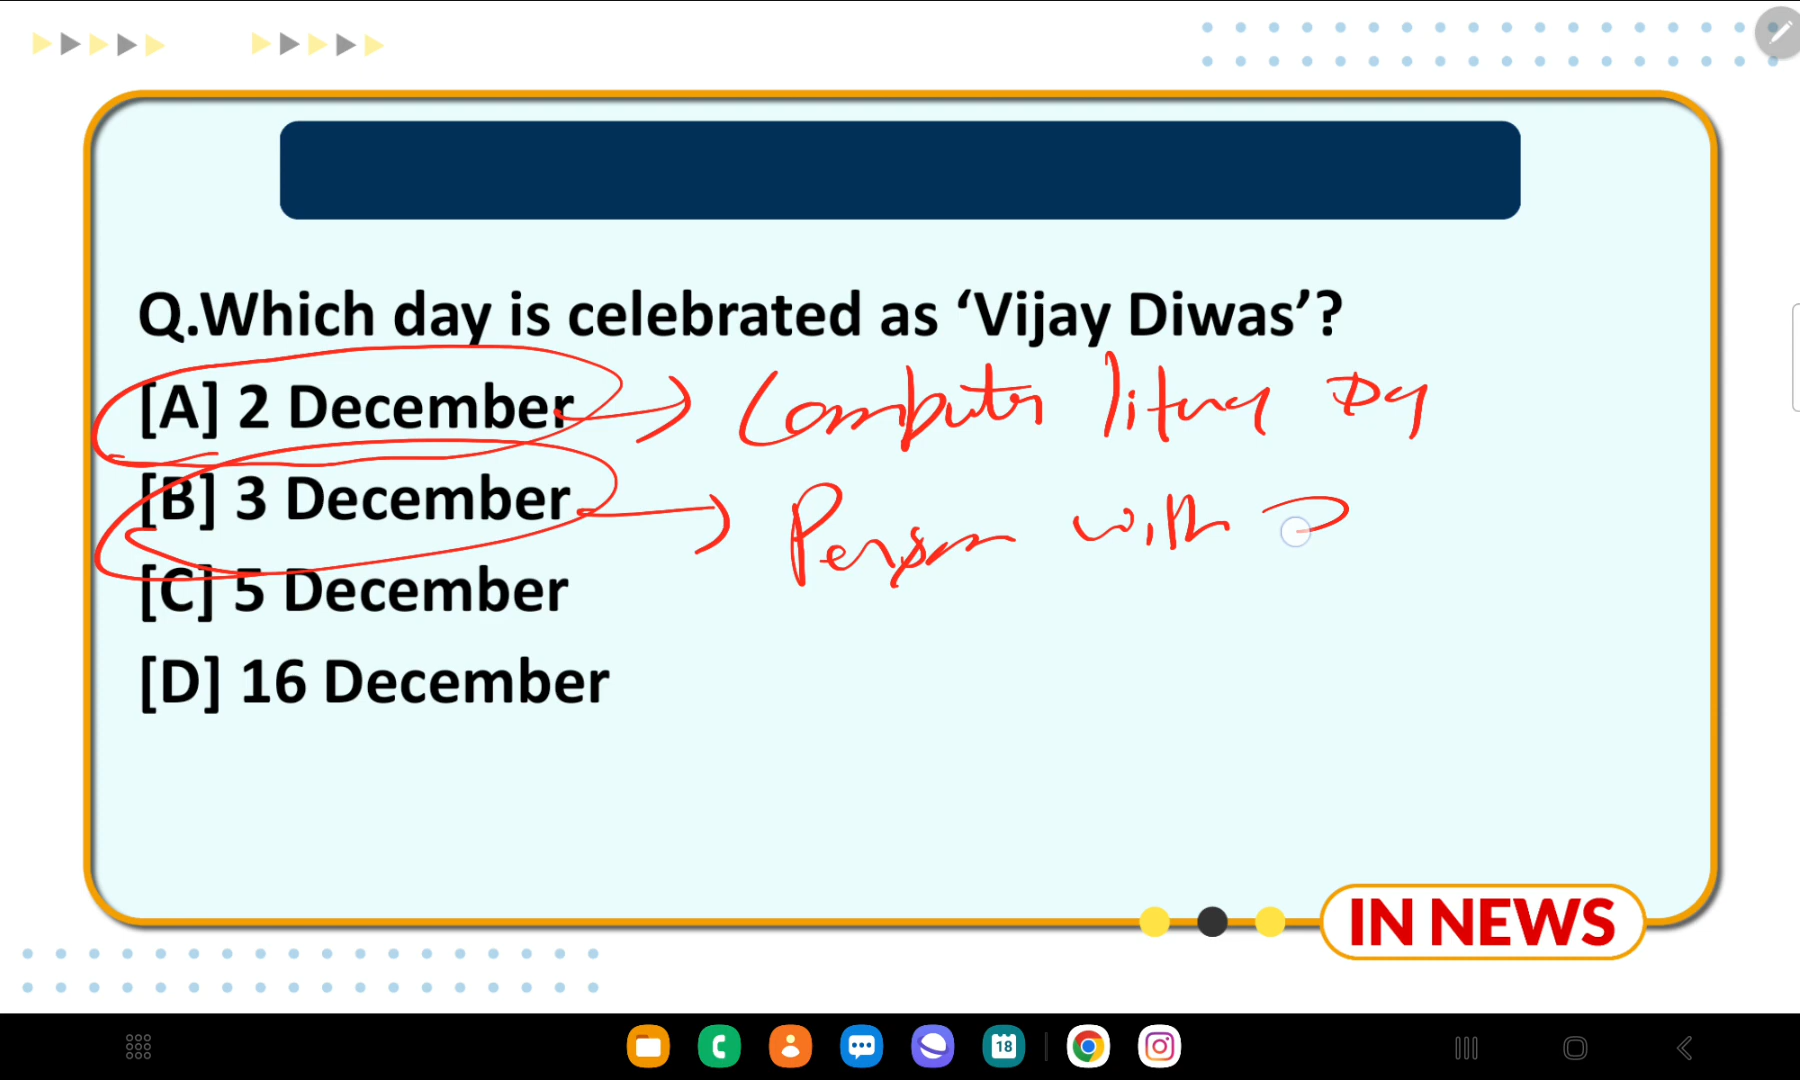 Q.Which day is celebrated as ‘Vijay Diwas’?
[A] 2 December Computer litercy Day
[B] 3 December Person with
[C] 5 December
[D] 16 December
IN NEWS
18